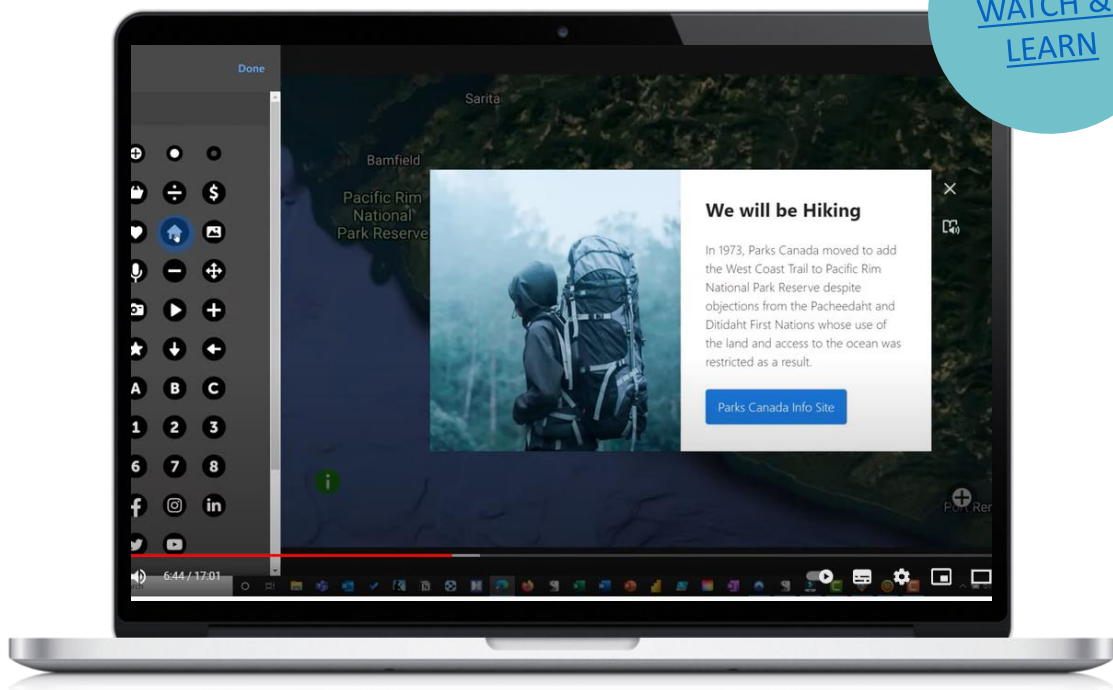 WATCH &
LEARN
Done
Sarita
Bamfield
Pacific Rim
National
Park Reserve
We will be Hiking
In 1973, Parks Canada moved to add
the West Coast Trail to Pacific Rim
National Park Reserve despite
objections from the Pacheedaht and
Ditidaht First Nations whose use of
the land and access to the ocean was
restricted as a result.
Parks Canada Info Site
A B C
1 2 3
6 7 8
f in
i
Port Ren
6:44 / 17:01